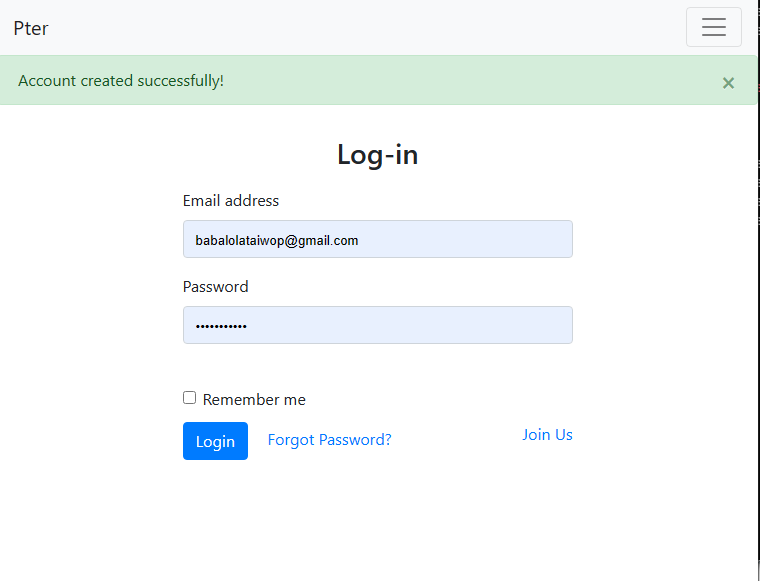 Pter
Account created successfully! ×
Log-in
Email address
babalolataiwop@gmail.com
Password
•••••••••••
Remember me
Login Forgot Password? Join Us